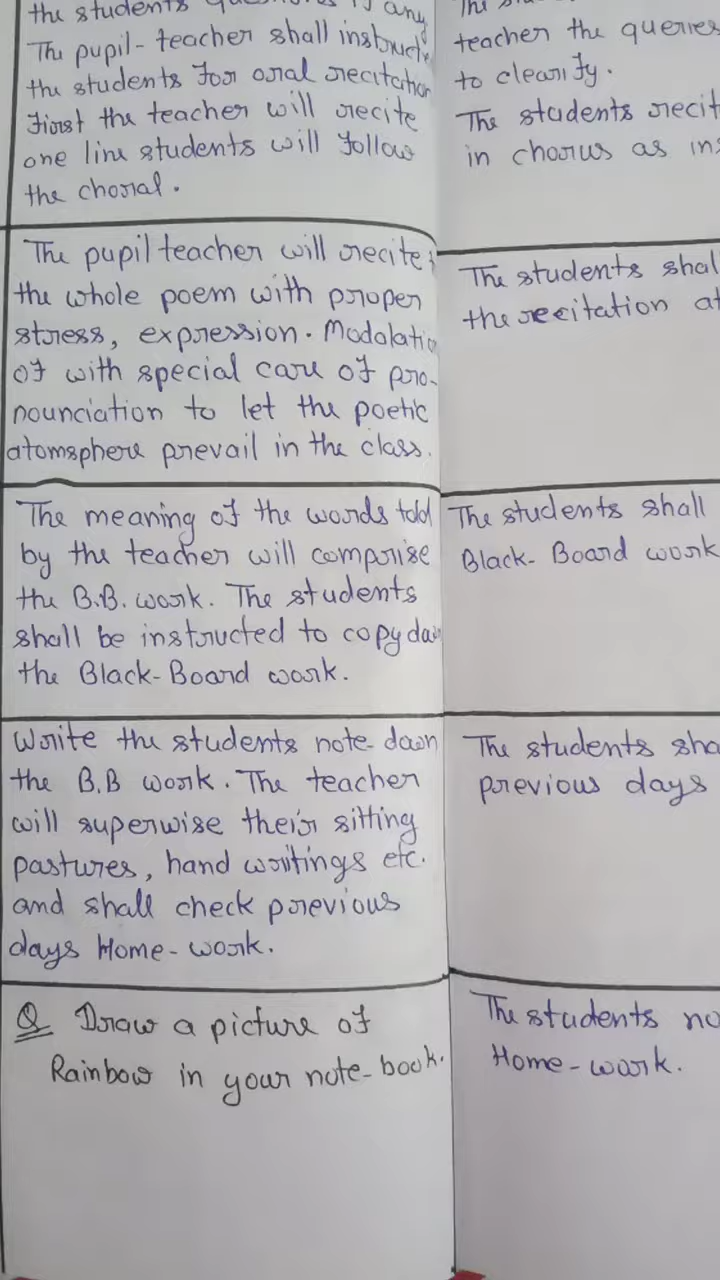 the students
any
The pupil-teacher shall instruct
the students for oral recitation
First the teacher will recite
one line students will follow
the choral.
The pupil teacher will recite
the whole poem with proper
stress, expression. Modalatio
of with special care of pro-
nounciation to let the poetic
atomsphere prevail in the class.
The meaning of the words told
by the teacher will comprise
the B.B. work. The students
shall be instructed to copy
the Black-Board work.
Write the students note-down
the B.B work. The teacher
will superwise their sitting
pastures, hand writings etc.
and shall check previous
days Home-work.
Q Draw a picture of
Rainbow in your note-book.
teacher the queries
to clearify.
The students recit
in chorus as ins
The students shal
the recitation at
The students shall
Black-Board work
The students sha
previous days
The students no
Home-work.